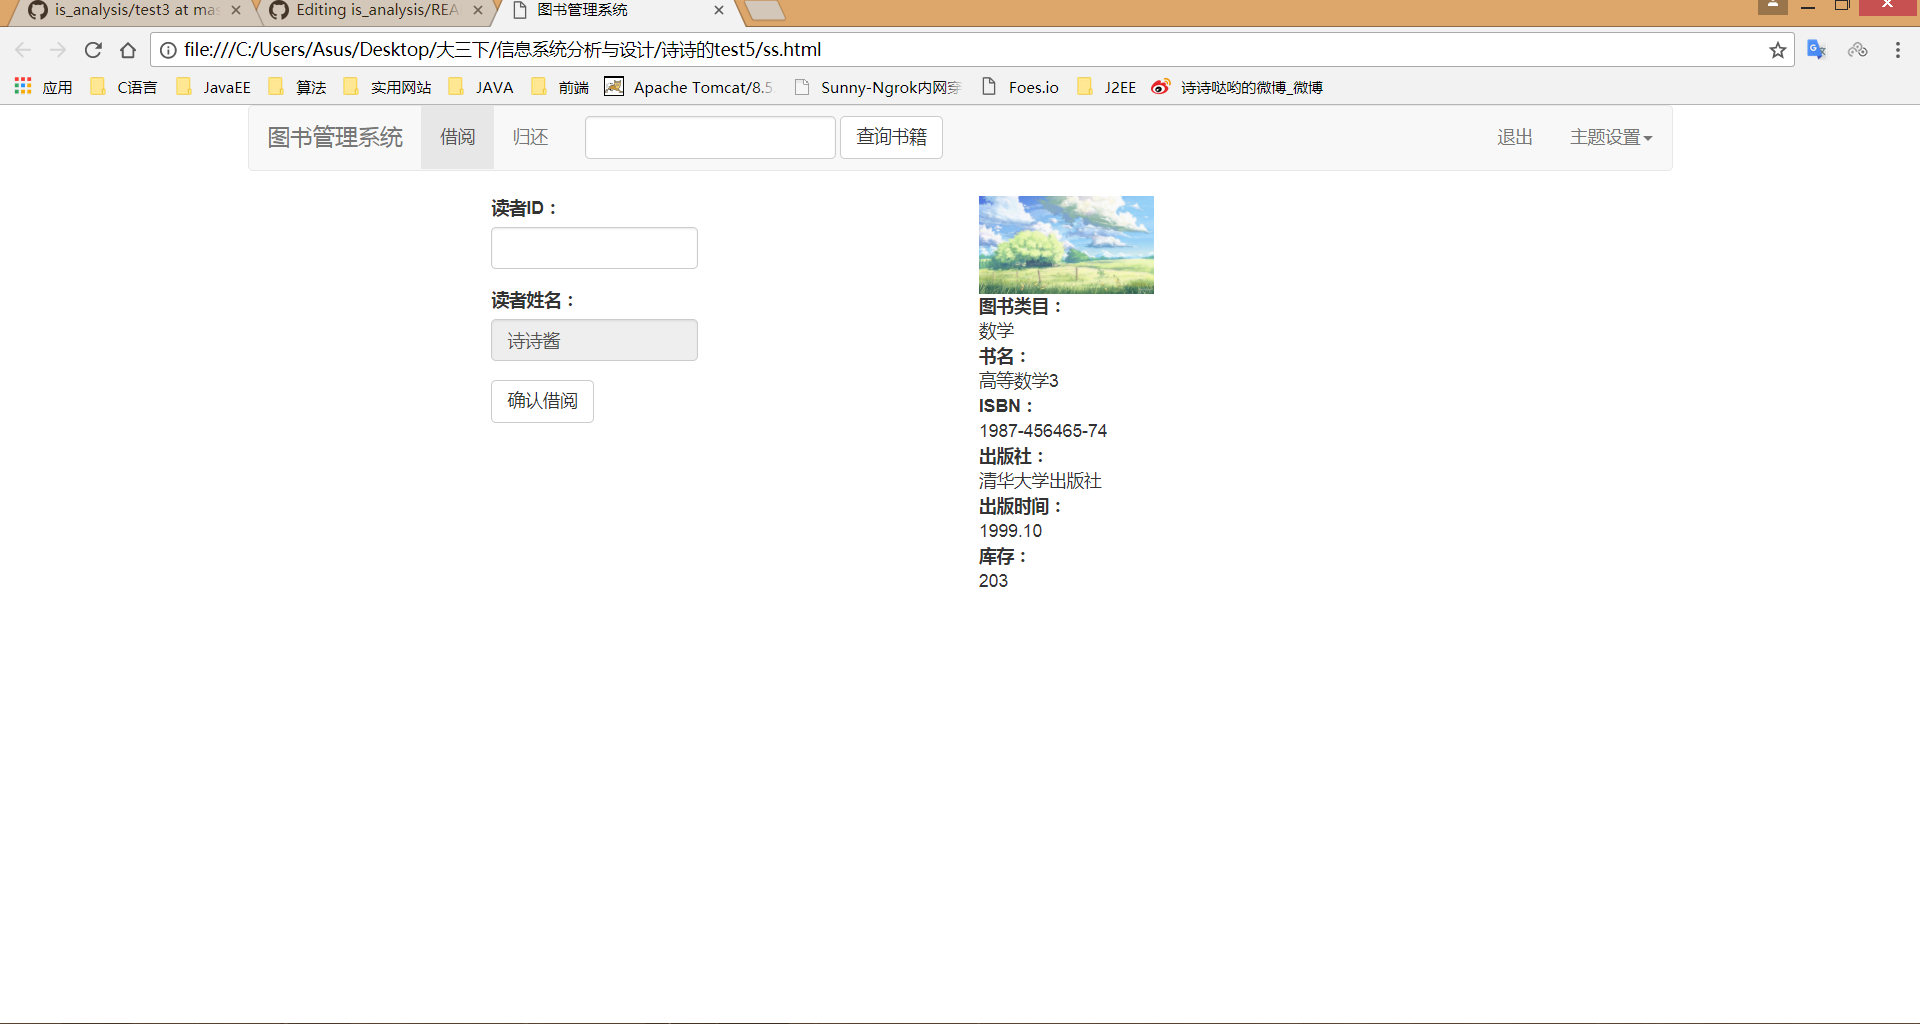 is_analysis/test3 at mas
Editing is_analysis/REA
图书管理系统
file:///C:/Users/Asus/Desktop/大三下/信息系统分析与设计/诗诗的test5/ss.html
应用 C语言 JavaEE 算法 实用网站 JAVA 前端 Apache Tomcat/8.5 Sunny-Ngrok内网穿 Foes.io J2EE 诗诗哒哟的微博_微博
图书管理系统 借阅 归还 查询书籍 退出 主题设置
读者ID：
读者姓名：
诗诗酱
确认借阅
图书类目：
数学
书名：
高等数学3
ISBN：
1987-456465-74
出版社：
清华大学出版社
出版时间：
1999.10
库存：
203